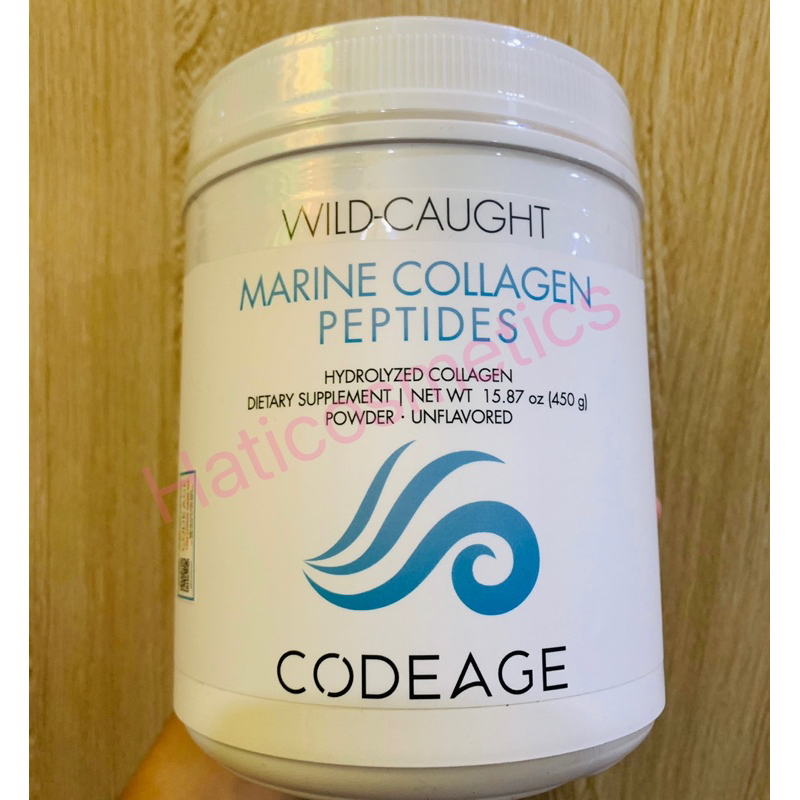 WILD-CAUGHT
MARINE COLLAGEN
PEPTIDES
HYDROLYZED COLLAGEN
DIETARY SUPPLEMENT | NET WT 15.87 oz (450 g)
POWDER · UNFLAVORED
Haticosmetics
CODEAGE